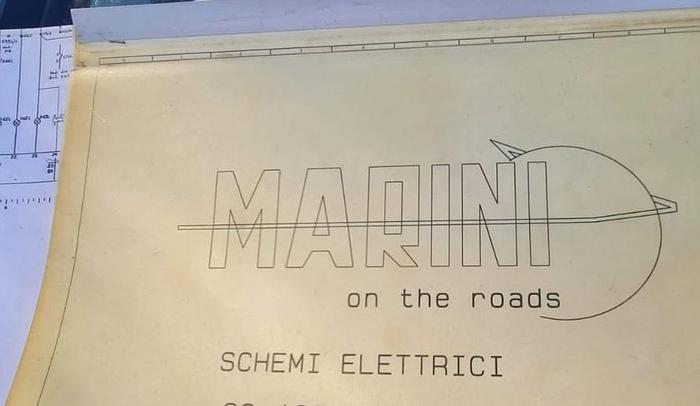 MARINI
on the roads
SCHEMI ELETTRICI